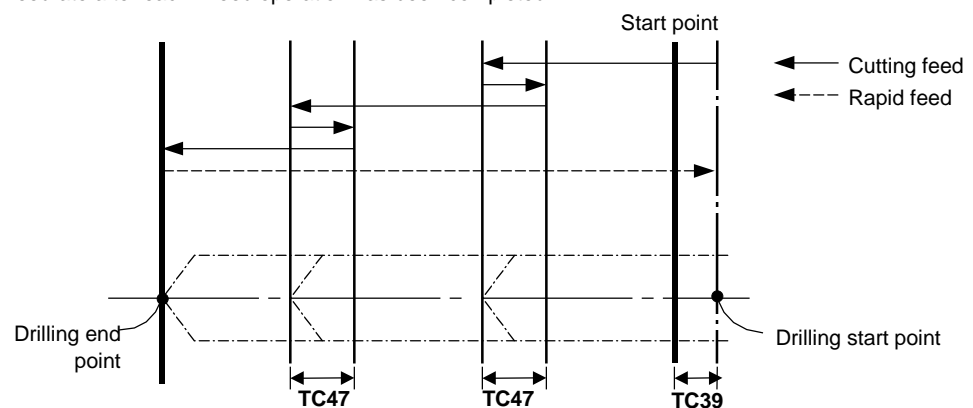 Start point
Cutting feed
Rapid feed
Drilling end
point
Drilling start point
TC47
TC47
TC39